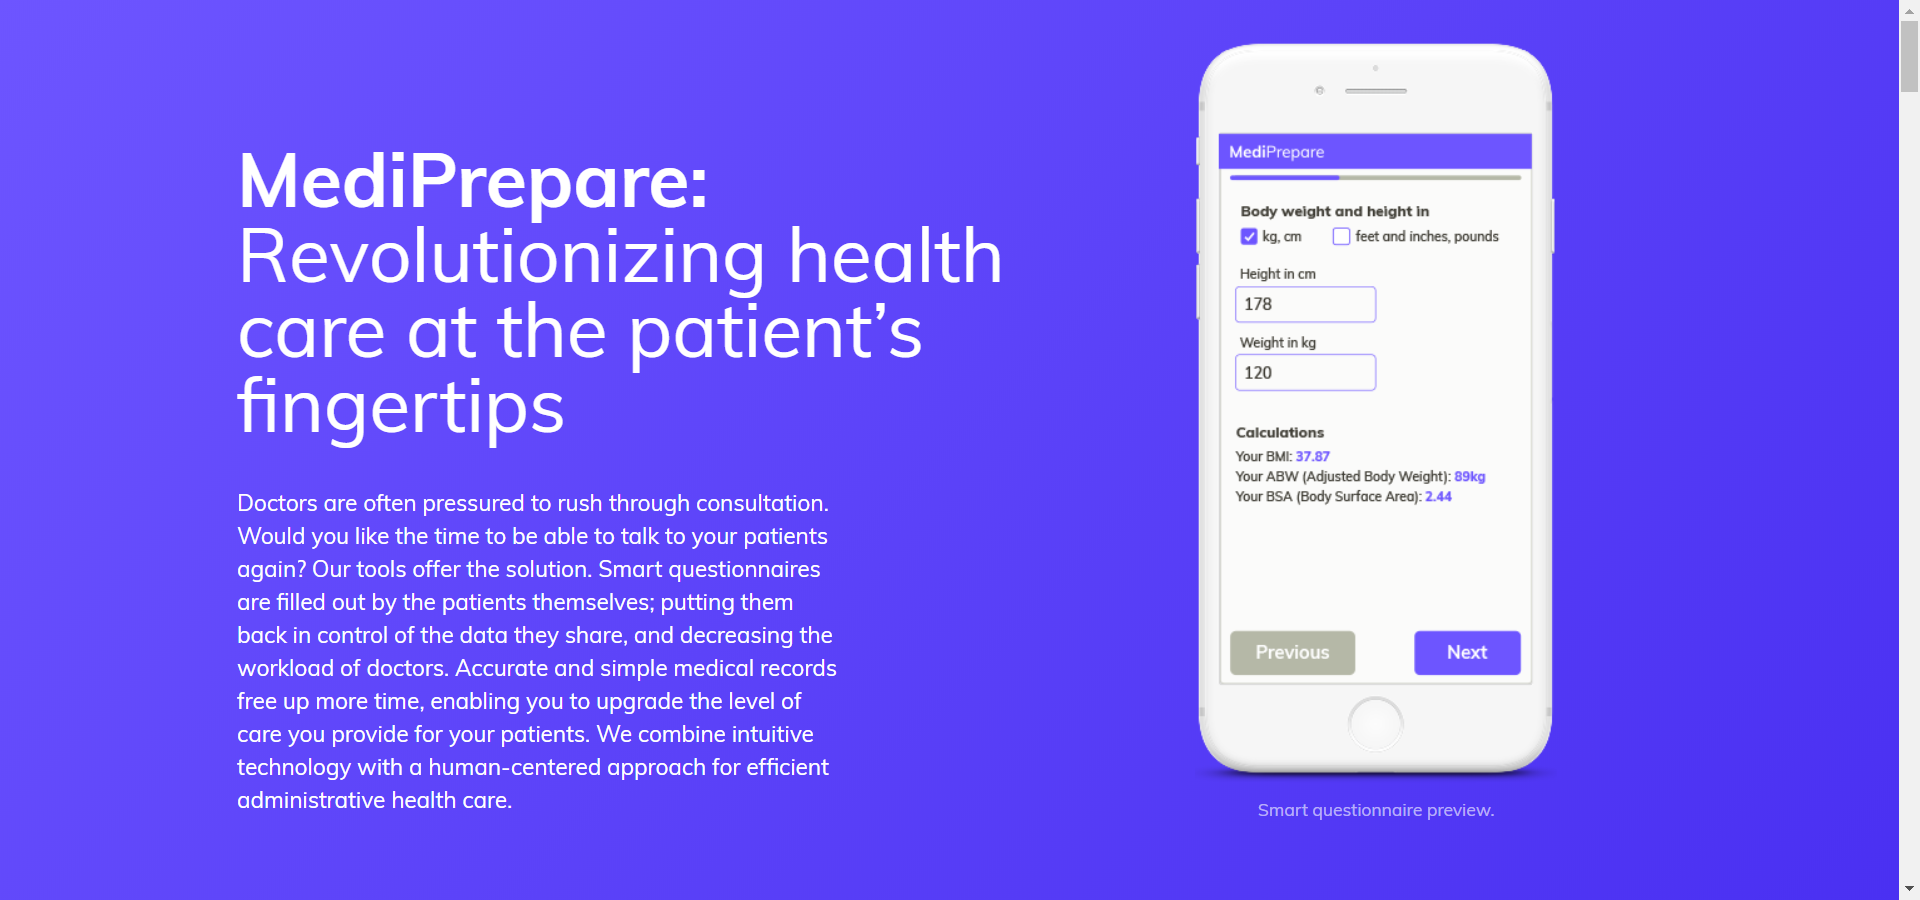 MediPrepare:
Revolutionizing health
care at the patient’s
fingertips
Doctors are often pressured to rush through consultation.
Would you like the time to be able to talk to your patients
again? Our tools offer the solution. Smart questionnaires
are filled out by the patients themselves; putting them
back in control of the data they share, and decreasing the
workload of doctors. Accurate and simple medical records
free up more time, enabling you to upgrade the level of
care you provide for your patients. We combine intuitive
technology with a human-centered approach for efficient
administrative health care.
MediPrepare
Body weight and height in
kg, cm feet and inches, pounds
Height in cm
178
Weight in kg
120
Calculations
Your BMI: 37.87
Your ABW (Adjusted Body Weight): 89kg
Your BSA (Body Surface Area): 2.44
Previous Next
Smart questionnaire preview.